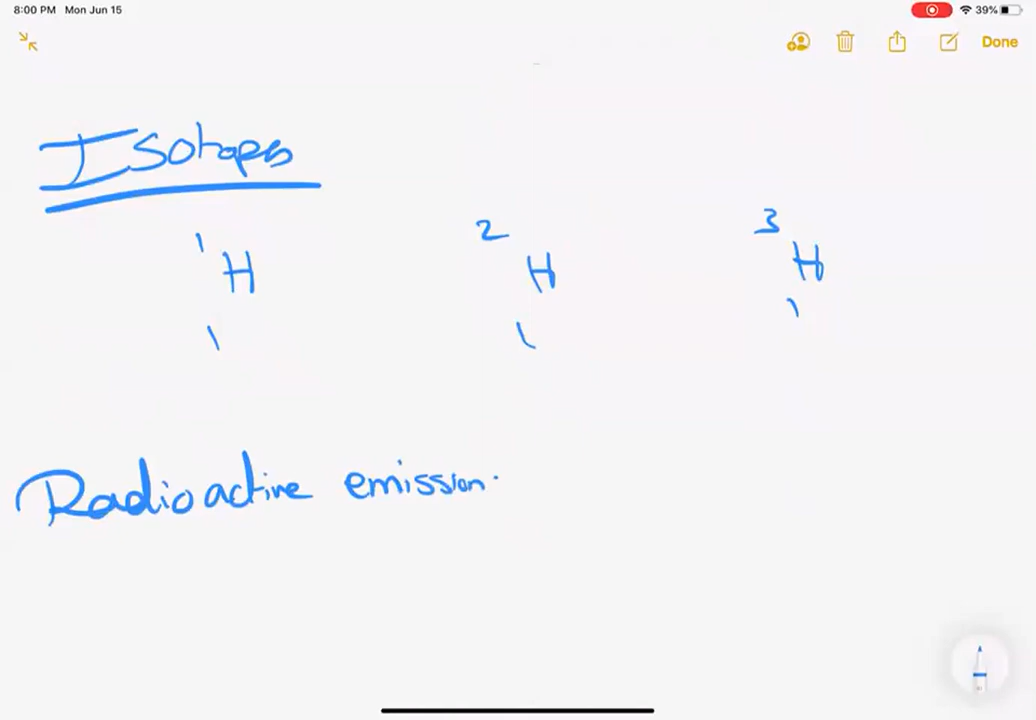 8:00 PM Mon Jun 15 39%
Done
Isotopes
1 2 3
H H H
1 1 1
Radioactive emission.